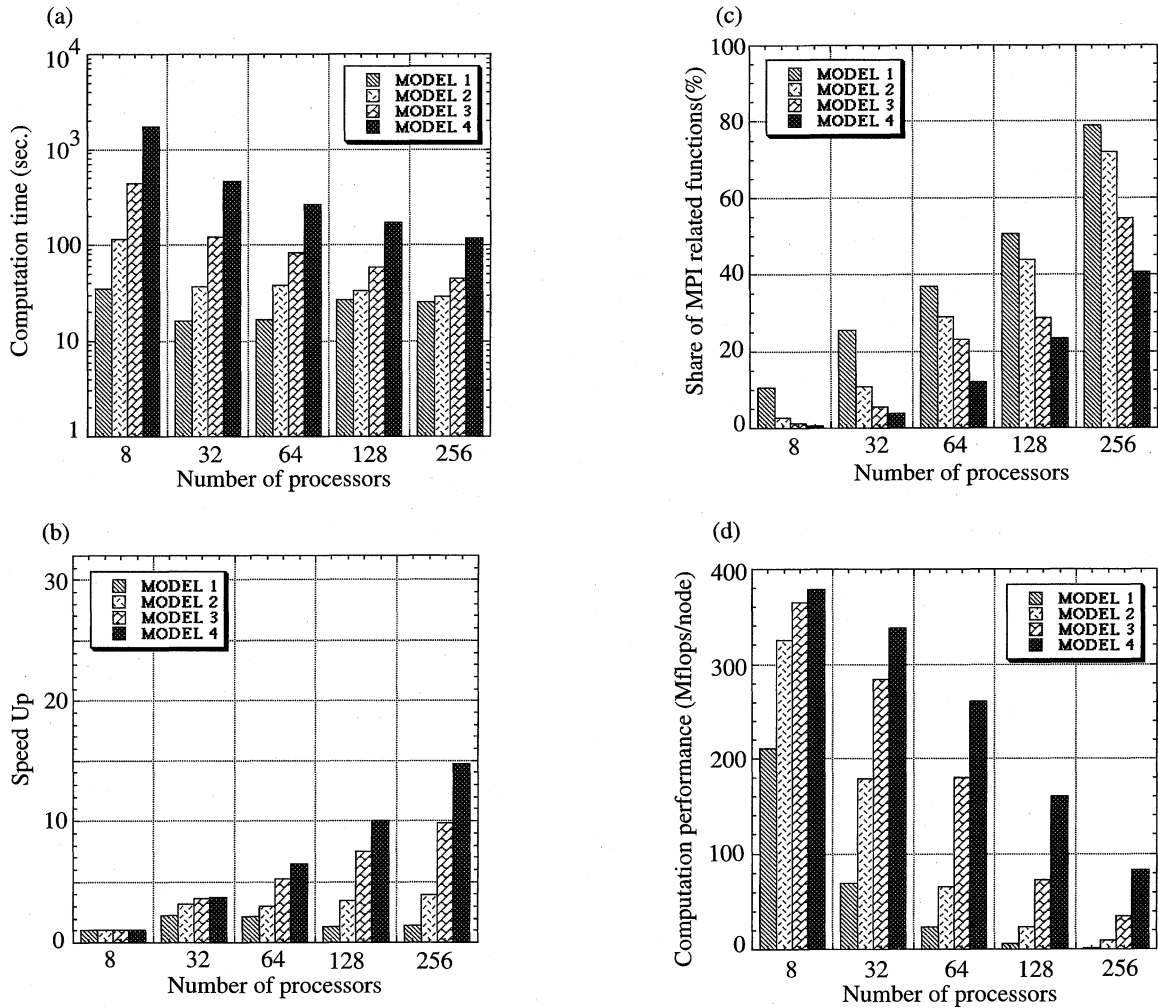 (a)
Computation time (sec.)
10^4
10^3
100
10
1
MODEL 1
MODEL 2
MODEL 3
MODEL 4
8 32 64 128 256
Number of processors
(c)
Share of MPI related functions(%)
100
80
60
40
20
0
MODEL 1
MODEL 2
MODEL 3
MODEL 4
8 32 64 128 256
Number of processors
(b)
Speed Up
30
20
10
0
MODEL 1
MODEL 2
MODEL 3
MODEL 4
8 32 64 128 256
Number of processors
(d)
Computation performance (Mflops/node)
400
300
200
100
0
MODEL 1
MODEL 2
MODEL 3
MODEL 4
8 32 64 128 256
Number of processors